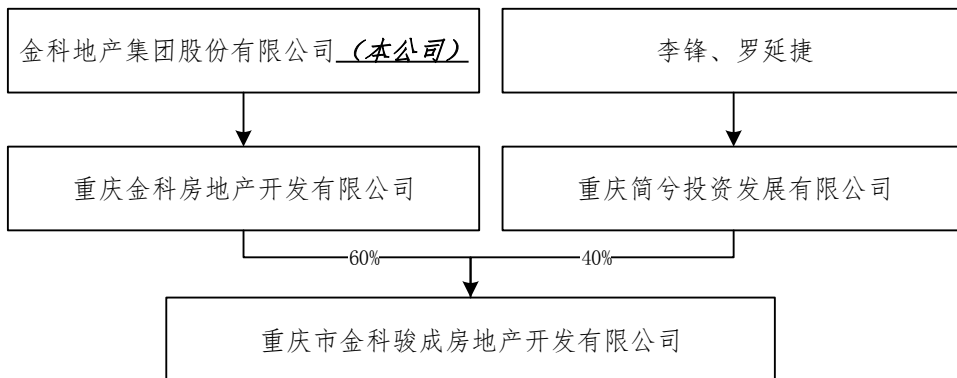 金科地产集团股份有限公司（本公司）
李锋、罗延捷
重庆金科房地产开发有限公司
重庆简兮投资发展有限公司
60%
40%
重庆市金科骏成房地产开发有限公司